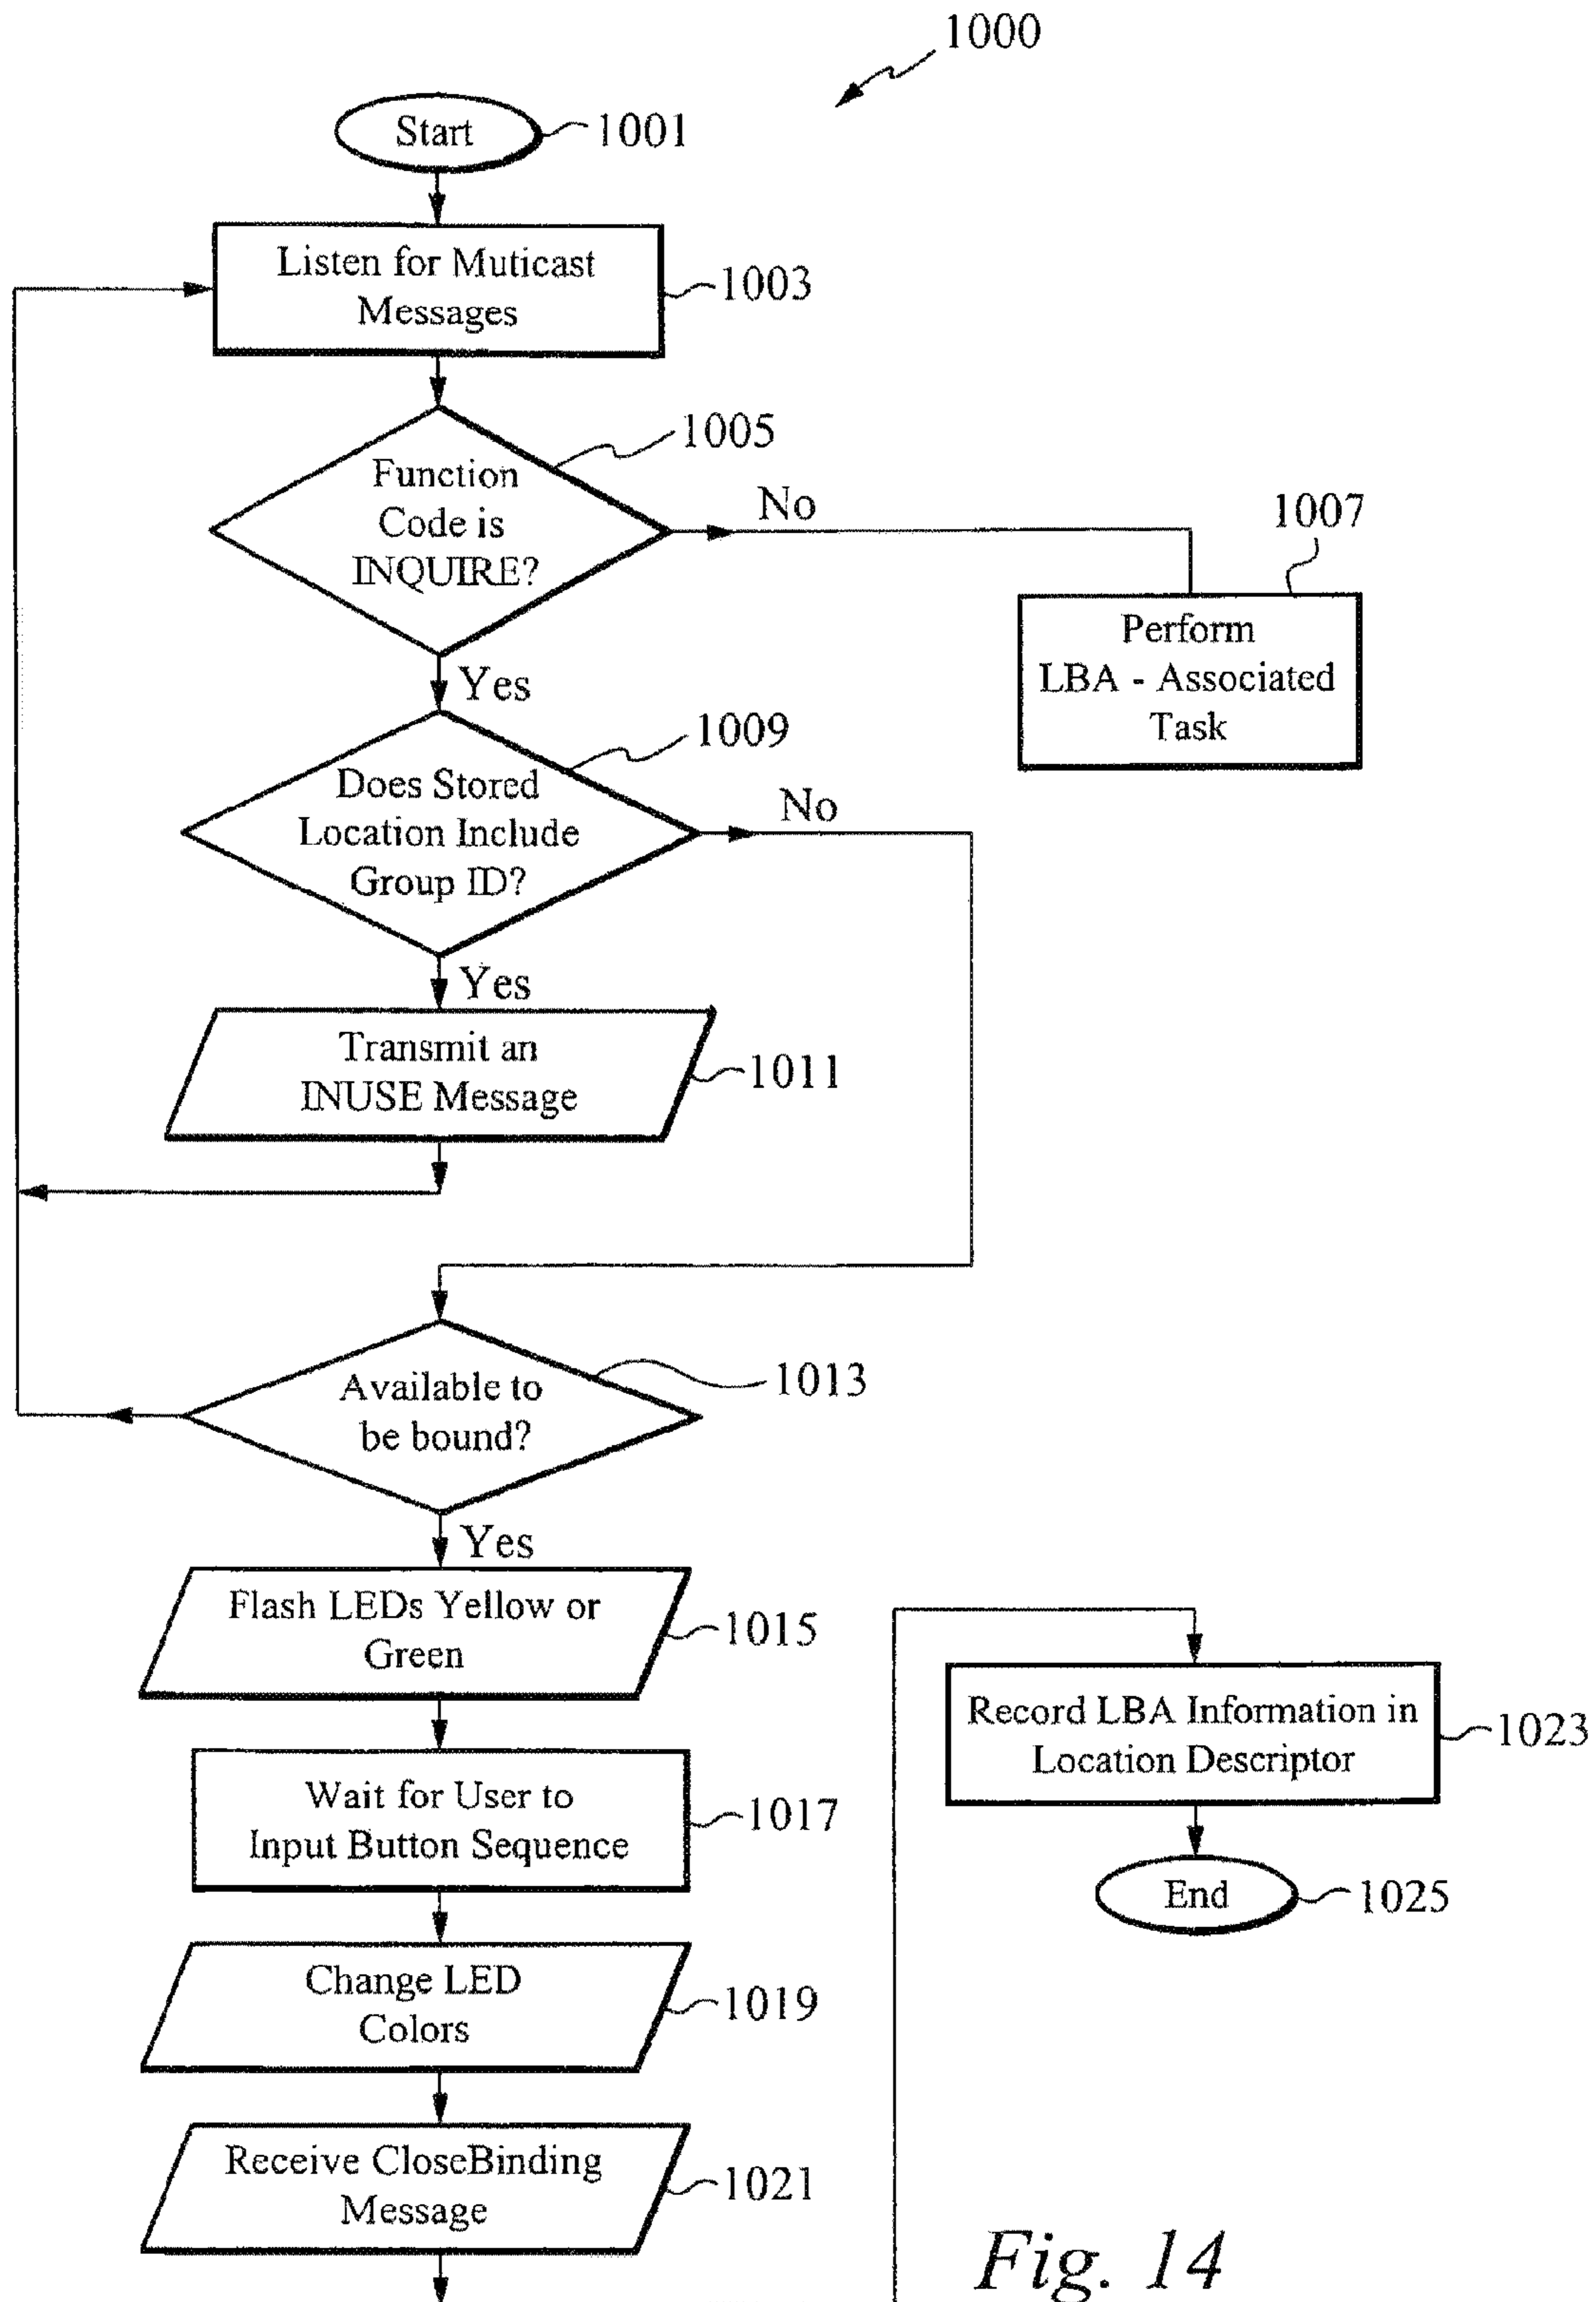 1000
Start
1001
Listen for Muticast
Messages
1003
Function
Code is
INQUIRE?
1005
No
1007
Perform
LBA - Associated
Task
Yes
Does Stored
Location Include
Group ID?
1009
No
Yes
Transmit an
INUSE Message
1011
Available to
be bound?
1013
Yes
Flash LEDs Yellow or
Green
1015
Wait for User to
Input Button Sequence
1017
Change LED
Colors
1019
Receive CloseBinding
Message
1021
Record LBA Information in
Location Descriptor
1023
End
1025
Fig. 14